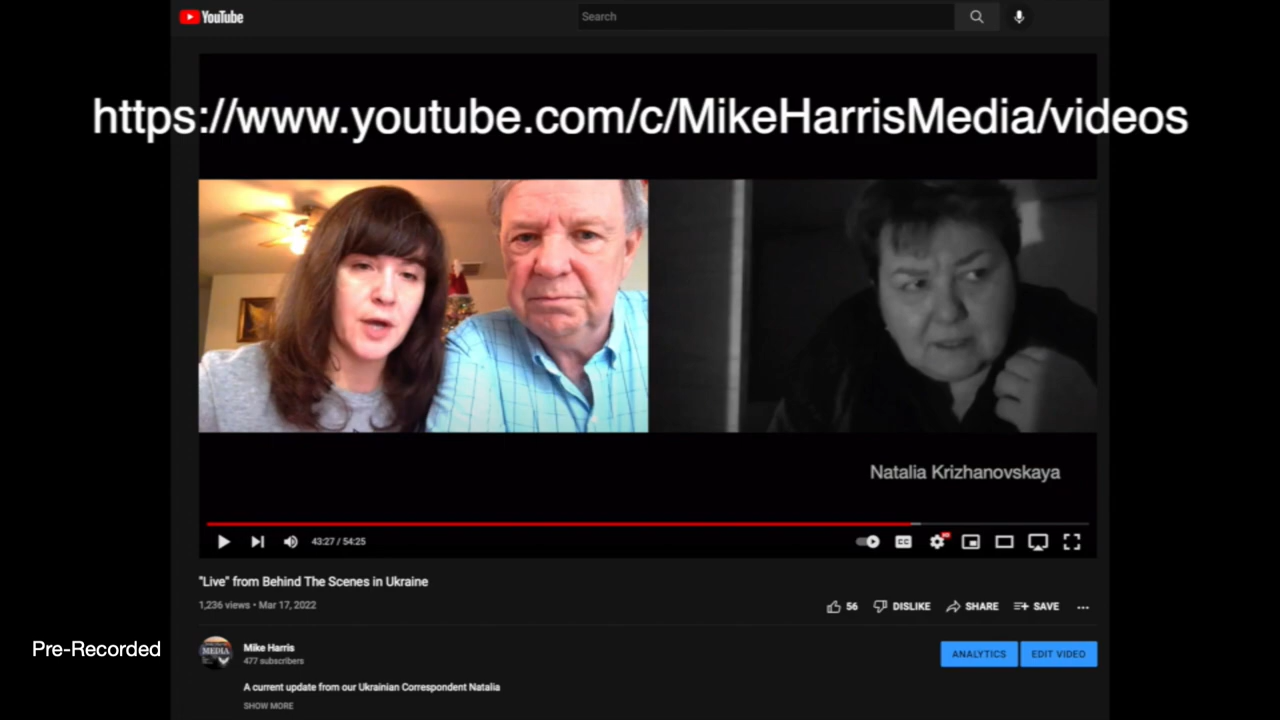 YouTube
Search
https://www.youtube.com/c/MikeHarrisMedia/videos
Natalia Krizhanovskaya
43:27 / 54:25
CC
"Live" from Behind The Scenes in Ukraine
1,236 views • Mar 17, 2022
56 DISLIKE SHARE SAVE
Pre-Recorded
MEDIA
Mike Harris
477 subscribers
ANALYTICS EDIT VIDEO
A current update from our Ukrainian Correspondent Natalia
SHOW MORE